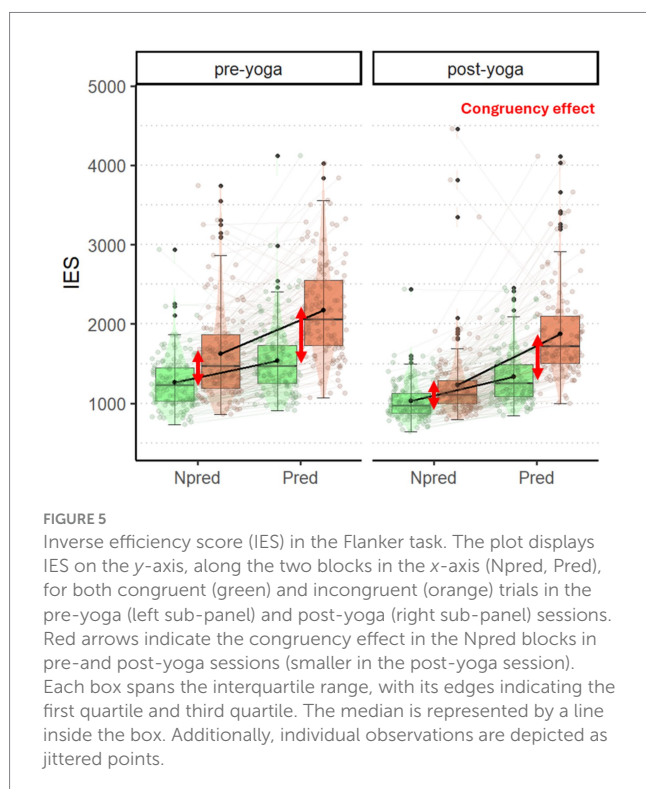 pre-yoga
post-yoga
5000
Congruency effect
4000
3000
IES
2000
1000
Npred
Pred
Npred
Pred
FIGURE 5
Inverse efficiency score (IES) in the Flanker task. The plot displays
IES on the y-axis, along the two blocks in the x-axis (Npred, Pred),
for both congruent (green) and incongruent (orange) trials in the
pre-yoga (left sub-panel) and post-yoga (right sub-panel) sessions.
Red arrows indicate the congruency effect in the Npred blocks in
pre-and post-yoga sessions (smaller in the post-yoga session).
Each box spans the interquartile range, with its edges indicating the
first quartile and third quartile. The median is represented by a line
inside the box. Additionally, individual observations are depicted as
jittered points.